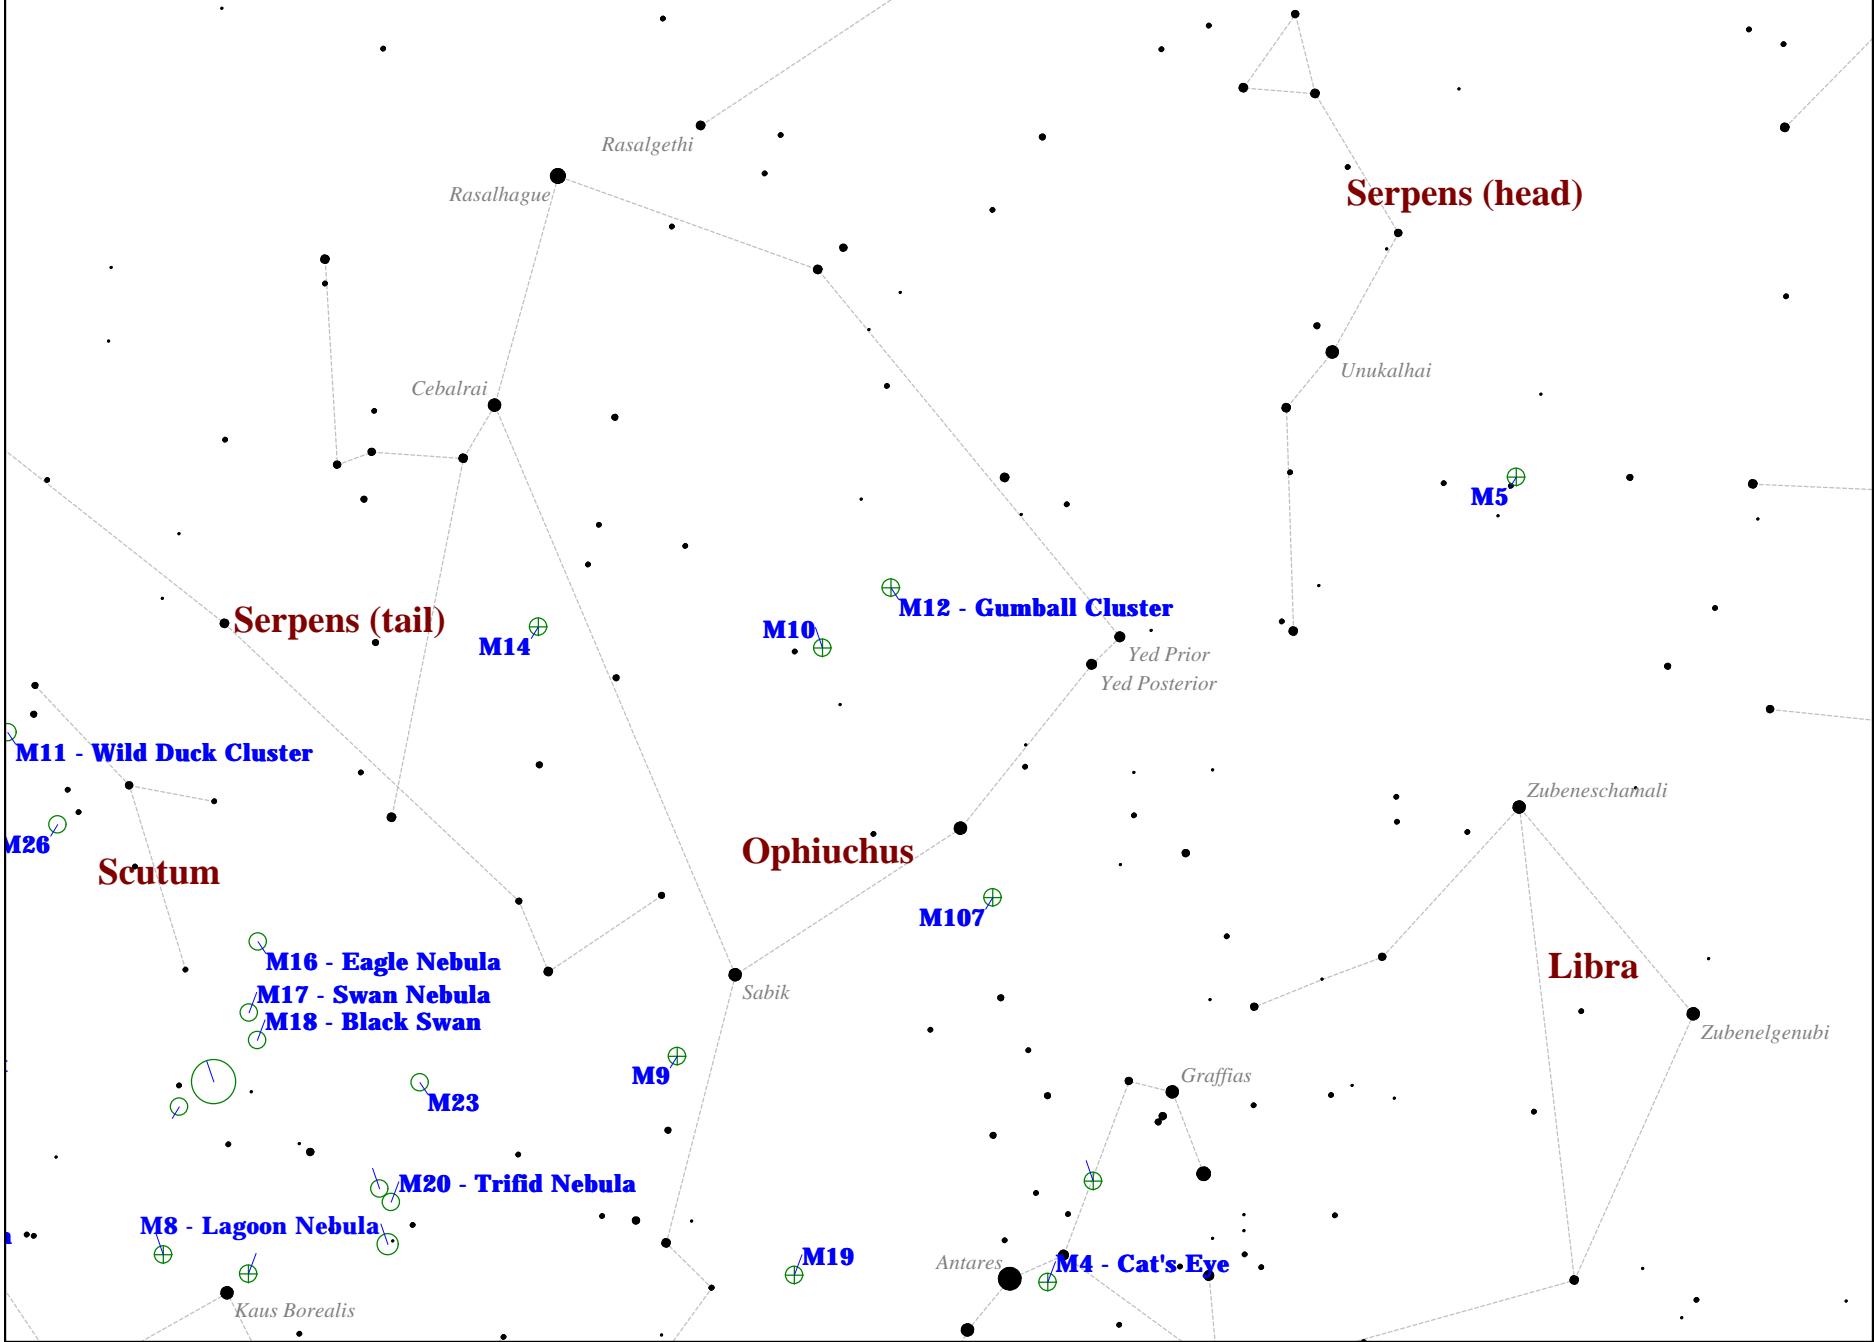 Rasalgethi
Rasalhague
Serpens (head)
Cebalrai
Unukalhai
M5
M12 - Gumball Cluster
Serpens (tail)
M14
M10
Yed Prior
Yed Posterior
M11 - Wild Duck Cluster
Zubeneschamali
M26
Scutum
Ophiuchus
M107
M16 - Eagle Nebula
Libra
M17 - Swan Nebula
Sabik
M18 - Black Swan
Zubenelgenubi
M9
Graffias
M23
M20 - Trifid Nebula
M8 - Lagoon Nebula
M19
Antares
M4 - Cat's Eye
Kaus Borealis